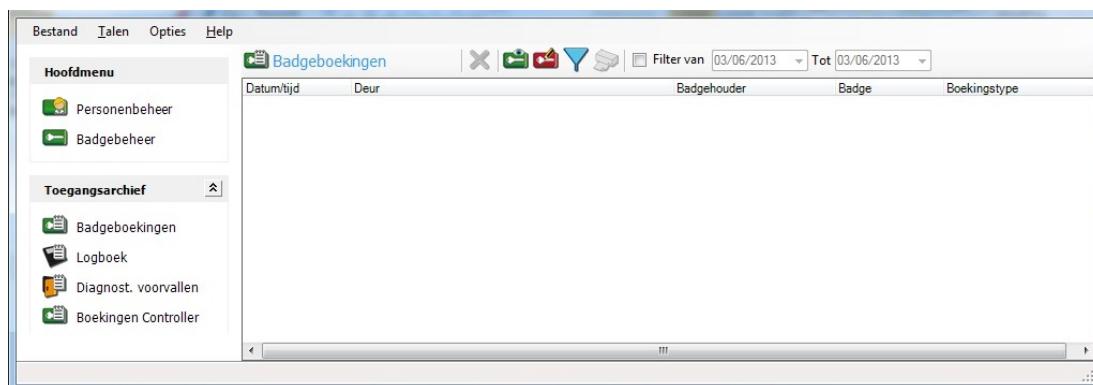 Bestand Talen Opties Help
Hoofdmenu
Personenbeheer
Badgebeheer
Toegangsarchief
Badgeboekingen
Logboek
Diagnost. voorvallen
Boekingen Controller
Badgeboekingen Filter van 03/06/2013 Tot 03/06/2013
Datum/tijd Deur Badgehouder Badge Boekingstype